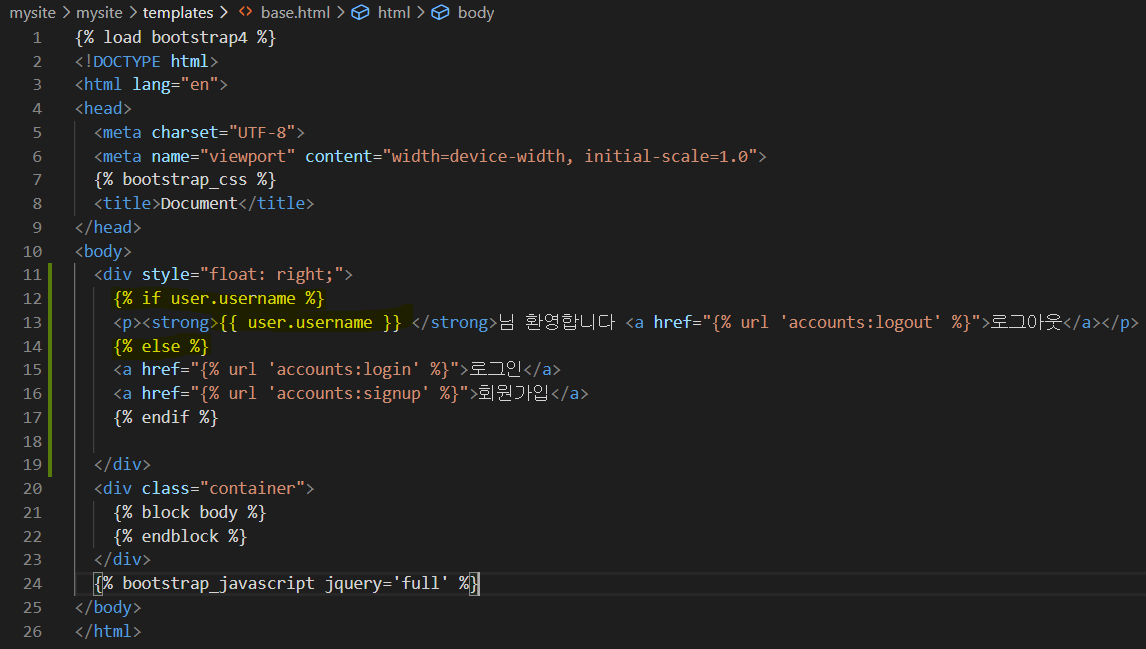 mysite > mysite > templates > <> base.html > html > body
1 {% load bootstrap4 %}
2 <!DOCTYPE html>
3 <html lang="en">
4 <head>
5 <meta charset="UTF-8">
6 <meta name="viewport" content="width=device-width, initial-scale=1.0">
7 {% bootstrap_css %}
8 <title>Document</title>
9 </head>
10 <body>
11 <div style="float: right;">
12 {% if user.username %}
13 <p><strong>{{ user.username }} </strong>님 환영합니다 <a href="{% url 'accounts:logout' %}">로그아웃</a></p>
14 {% else %}
15 <a href="{% url 'accounts:login' %}">로그인</a>
16 <a href="{% url 'accounts:signup' %}">회원가입</a>
17 {% endif %}
18
19 </div>
20 <div class="container">
21 {% block body %}
22 {% endblock %}
23 </div>
24 {% bootstrap_javascript jquery='full' %}
25 </body>
26 </html>